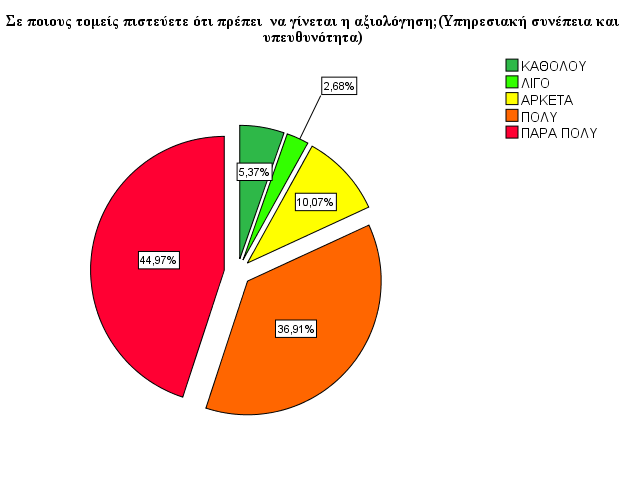 Σε ποιους τομείς πιστεύετε ότι πρέπει  να γίνεται η αξιολόγηση;(Υπηρεσιακή συνέπεια και
υπευθυνότητα)
ΚΑΘΟΛΟΥ
ΛΙΓΟ
ΑΡΚΕΤΑ
ΠΟΛΥ
ΠΑΡΑ ΠΟΛΥ
2,68%
5,37%
10,07%
44,97%
36,91%